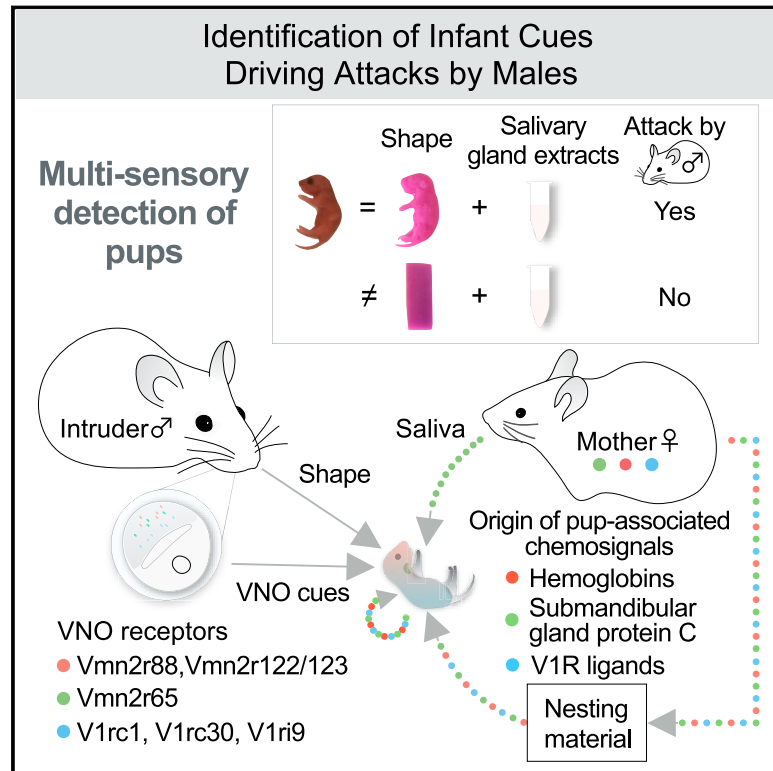 Identification of Infant Cues
Driving Attacks by Males
Multi-sensory
detection of
pups
Shape
Salivary
gland extracts
Attack by
♂
= + Yes
≠ + No
Intruder♂
Shape
VNO cues
VNO receptors
Vmn2r88,Vmn2r122/123
Vmn2r65
V1rc1, V1rc30, V1ri9
Saliva
Mother♀
Origin of pup-associated
chemosignals
Hemoglobins
Submandibular
gland protein C
V1R ligands
Nesting
material